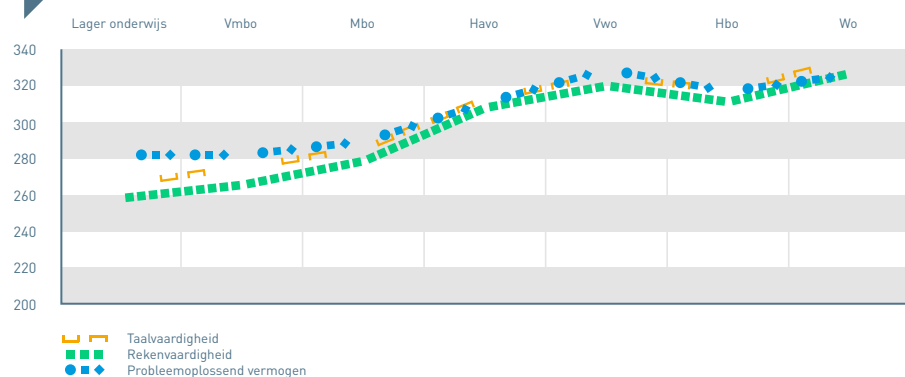 Lager onderwijs Vmbo Mbo Havo Vwo Hbo Wo
340
320
300
280
260
240
220
200
Taalvaardigheid
Rekenvaardigheid
Probleemoplossend vermogen